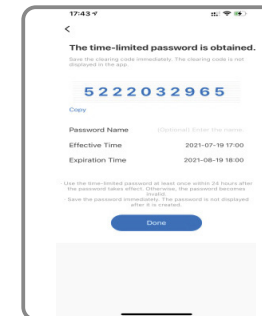 17:43
The time-limited password is obtained.
Save the clearing code immediately. The clearing code is not
displayed in the app.
5222032965
Copy
Password Name (Optional) Enter the name
Effective Time 2021-07-19 17:00
Expiration Time 2021-08-19 18:00
· Use the time-limited password at least once within 24 hours after
the password takes effect. Otherwise, the password becomes
invalid.
· Save the password immediately. The password is not displayed
after it is created.
Done